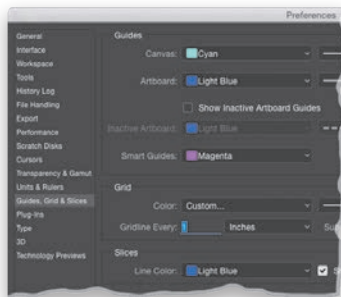 Preferences
General
Interface
Workspace
Tools
History Log
File Handling
Export
Performance
Scratch Disks
Cursors
Transparency & Gamut
Units & Rulers
Guides, Grid & Slices
Plug-Ins
Type
3D
Technology Previews
Guides
Canvas: Cyan
Artboard: Light Blue
Show Inactive Artboard Guides
Inactive Artboard: Light Blue
Smart Guides: Magenta
Grid
Color: Custom...
Gridline Every: 1 Inches
Slices
Line Color: Light Blue